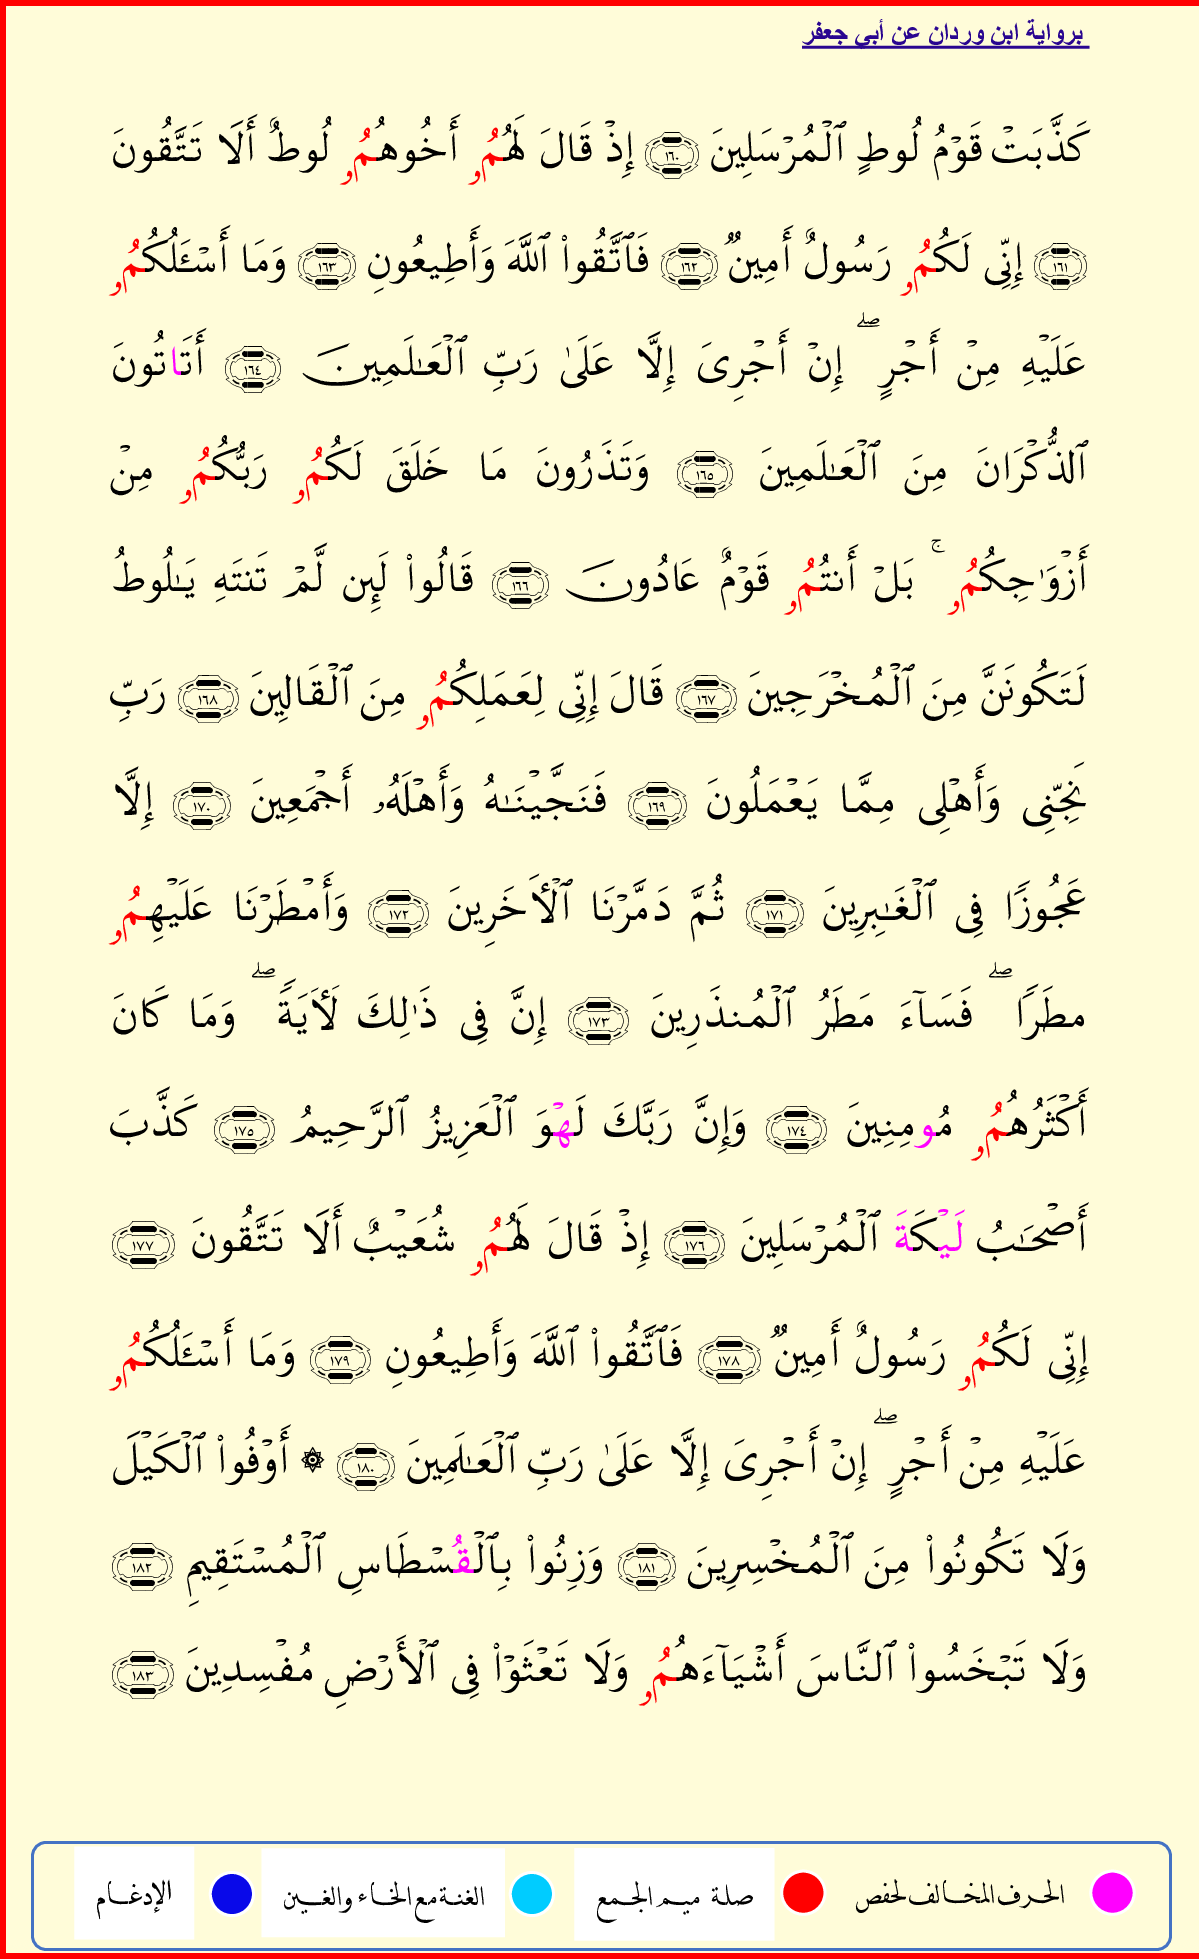 برواية ابن وردان عن أبي جعفر
كَذَّبَتۡ قَوۡمُ لُوطٍ ٱلۡمُرۡسَلِينَ ١٦٠ إِذۡ قَالَ لَهُمُۥ أَخُوهُمُۥ لُوطٌ أَلَا تَتَّقُونَ
١٦١ إِنِّي لَكُمُۥ رَسُولٌ أَمِينٞ ١٦٢ فَٱتَّقُواْ ٱللَّهَ وَأَطِيعُونِ ١٦٣ وَمَا أَسۡـَٔلُكُمُۥ
عَلَيۡهِ مِنۡ أَجۡرٍۖ إِنۡ أَجۡرِيَ إِلَّا عَلَىٰ رَبِّ ٱلۡعَٰلَمِينَ ١٦٤ أَتَاتُونَ
ٱلذُّكۡرَانَ مِنَ ٱلۡعَٰلَمِينَ ١٦٥ وَتَذَرُونَ مَا خَلَقَ لَكُمُۥ رَبُّكُمُۥ مِنۡ
أَزۡوَٰجِكُمُۥۚ بَلۡ أَنتُمُۥ قَوۡمٌ عَادُونَ ١٦٦ قَالُواْ لَئِن لَّمۡ تَنتَهِ يَٰلُوطُ
لَتَكُونَنَّ مِنَ ٱلۡمُخۡرَجِينَ ١٦٧ قَالَ إِنِّي لِعَمَلِكُمُۥ مِنَ ٱلۡقَالِينَ ١٦٨ رَبِّ
نَجِّنِي وَأَهۡلِي مِمَّا يَعۡمَلُونَ ١٦٩ فَنَجَّيۡنَٰهُ وَأَهۡلَهُۥ أَجۡمَعِينَ ١٧٠ إِلَّا
عَجُوزٗا فِي ٱلۡغَٰبِرِينَ ١٧١ ثُمَّ دَمَّرۡنَا ٱلۡأٓخَرِينَ ١٧٢ وَأَمۡطَرۡنَا عَلَيۡهِمُۥ
مطَرٗاۖ فَسَآءَ مَطَرُ ٱلۡمُنذَرِينَ ١٧٣ إِنَّ فِي ذَٰلِكَ لَأٓيَةٗۖ وَمَا كَانَ
أَكۡثَرُهُمُۥ مُومِنِينَ ١٧٤ وَإِنَّ رَبَّكَ لَهۡوَ ٱلۡعَزِيزُ ٱلرَّحِيمُ ١٧٥ كَذَّبَ
أَصۡحَٰبُ لَيۡكَةَ ٱلۡمُرۡسَلِينَ ١٧٦ إِذۡ قَالَ لَهُمُۥ شُعَيۡبٌ أَلَا تَتَّقُونَ ١٧٧
إِنِّي لَكُمُۥ رَسُولٌ أَمِينٞ ١٧٨ فَٱتَّقُواْ ٱللَّهَ وَأَطِيعُونِ ١٧٩ وَمَا أَسۡـَٔلُكُمُۥ
عَلَيۡهِ مِنۡ أَجۡرٍۖ إِنۡ أَجۡرِيَ إِلَّا عَلَىٰ رَبِّ ٱلۡعَٰلَمِينَ ١٨٠ ۞ أَوۡفُواْ ٱلۡكَيۡلَ
وَلَا تَكُونُواْ مِنَ ٱلۡمُخۡسِرِينَ ١٨١ وَزِنُواْ بِٱلۡقُسۡطَاسِ ٱلۡمُسۡتَقِيمِ ١٨٢
وَلَا تَبۡخَسُواْ ٱلنَّاسَ أَشۡيَآءَهُمُۥ وَلَا تَعۡثَوۡاْ فِي ٱلۡأَرۡضِ مُفۡسِدِينَ ١٨٣
الحرف المخالف لحفص صلة ميم الجمع الغنة مع الخاء والغين الإدغام